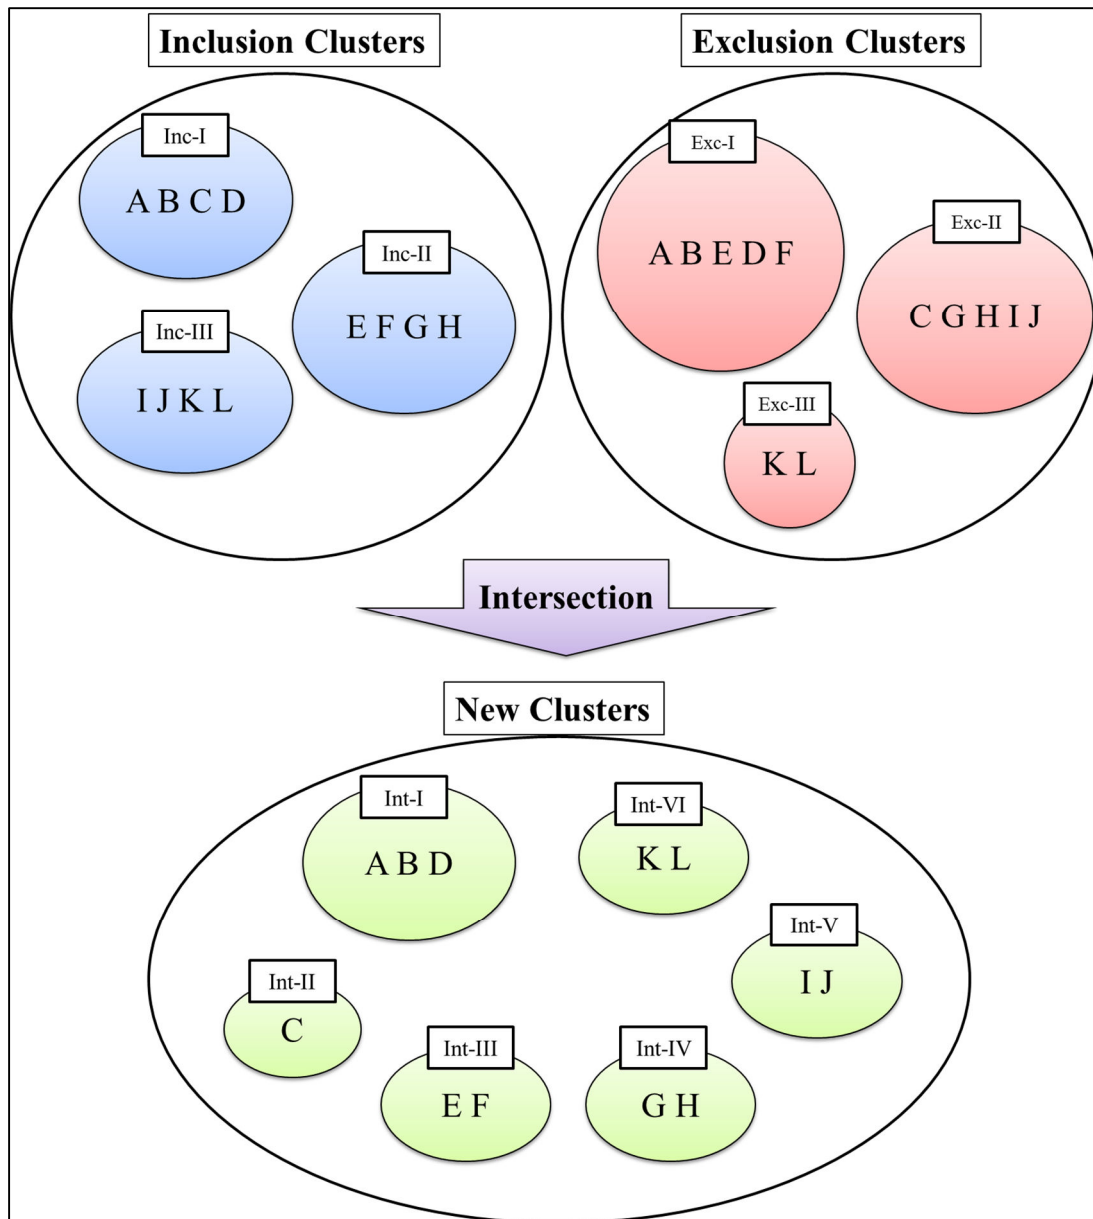 Inclusion Clusters
Inc-I
A B C D
Inc-II
E F G H
Inc-III
I J K L
Exclusion Clusters
Exc-I
A B E D F
Exc-II
C G H I J
Exc-III
K L
Intersection
New Clusters
Int-I
A B D
Int-VI
K L
Int-V
I J
Int-II
C
Int-III
E F
Int-IV
G H